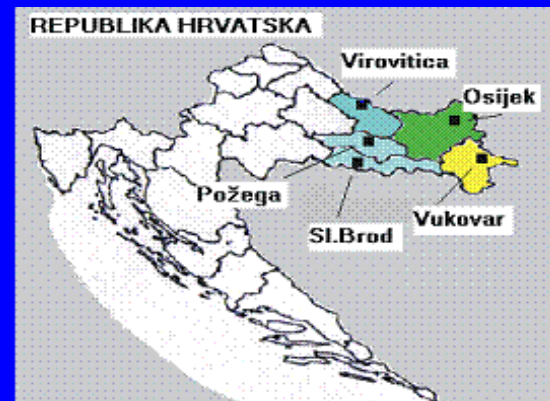 REPUBLIKA HRVATSKA
Virovitica
Osijek
Požega
Sl.Brod
Vukovar